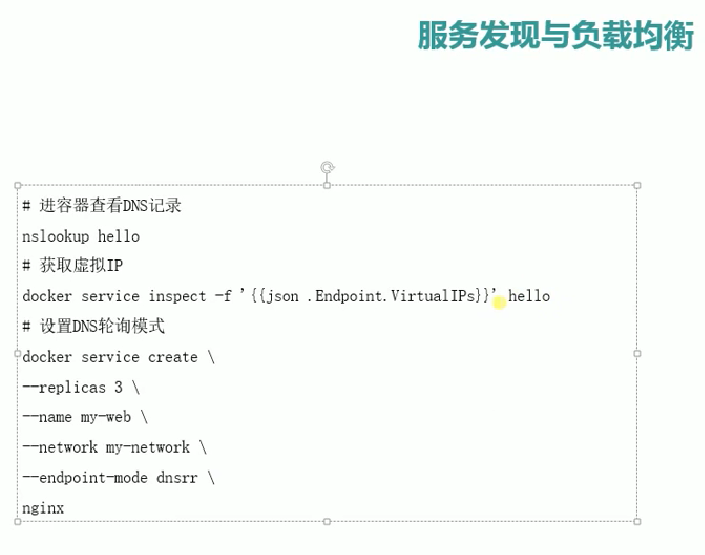 服务发现与负载均衡
# 进容器查看DNS记录
nslookup hello
# 获取虚拟IP
docker service inspect -f '{{json .Endpoint.VirtualIPs}}' hello
# 设置DNS轮询模式
docker service create \
--replicas 3 \
--name my-web \
--network my-network \
--endpoint-mode dnsrr \
nginx